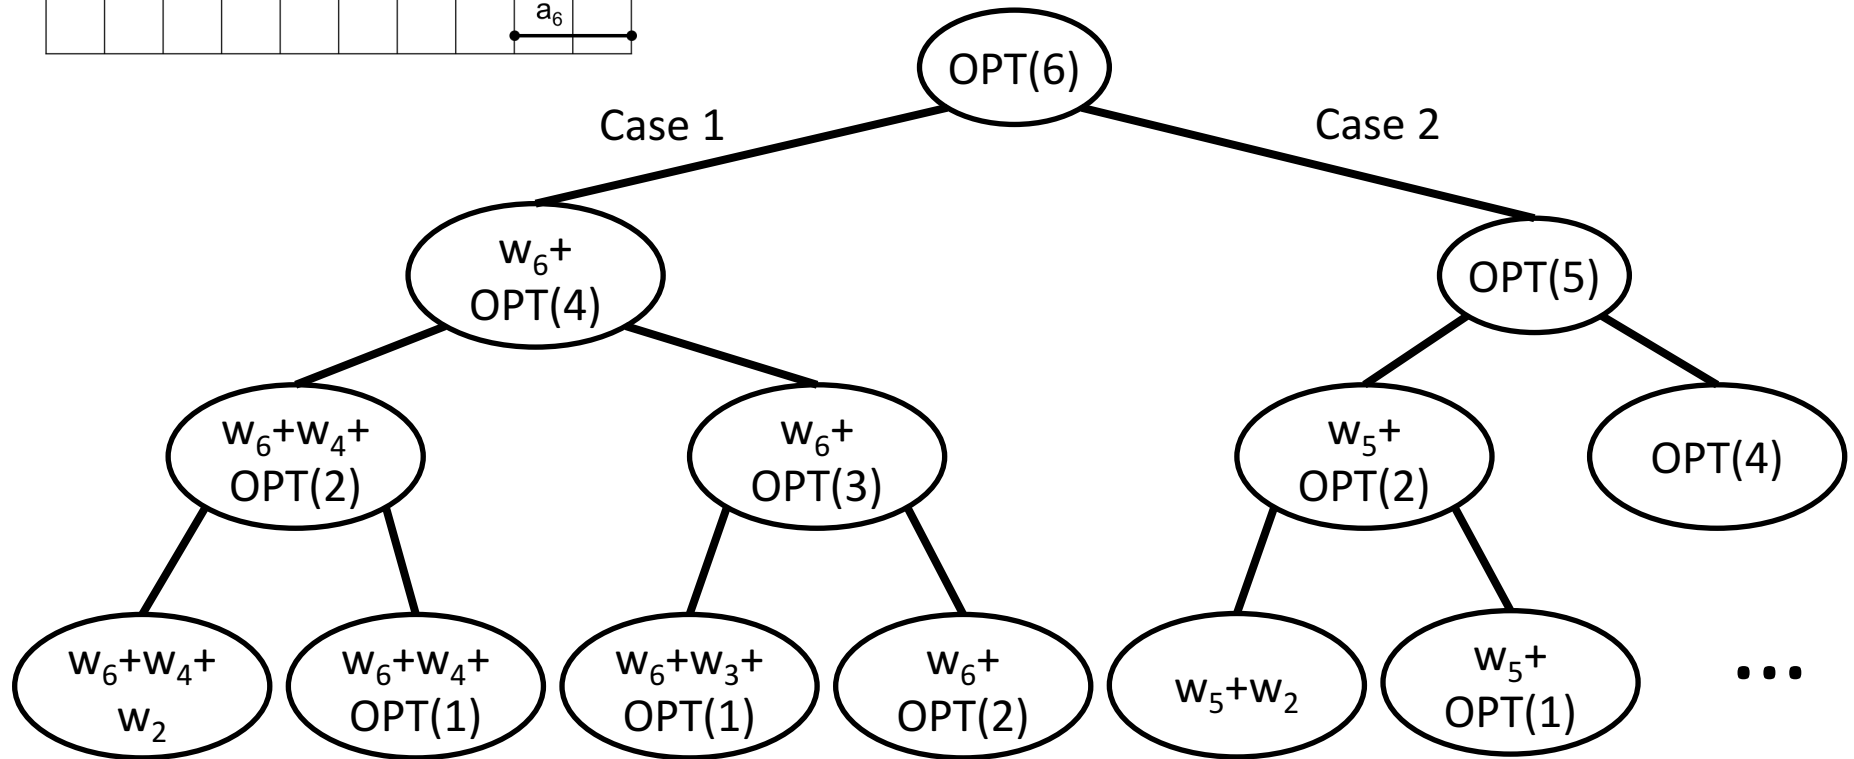 a₆
OPT(6)
Case 1
Case 2
w₆+
OPT(4)
OPT(5)
w₆+w₄+
OPT(2)
w₆+
OPT(3)
w₅+
OPT(2)
OPT(4)
w₆+w₄+
w₂
w₆+w₄+
OPT(1)
w₆+w₃+
OPT(1)
w₆+
OPT(2)
w₅+w₂
w₅+
OPT(1)
...